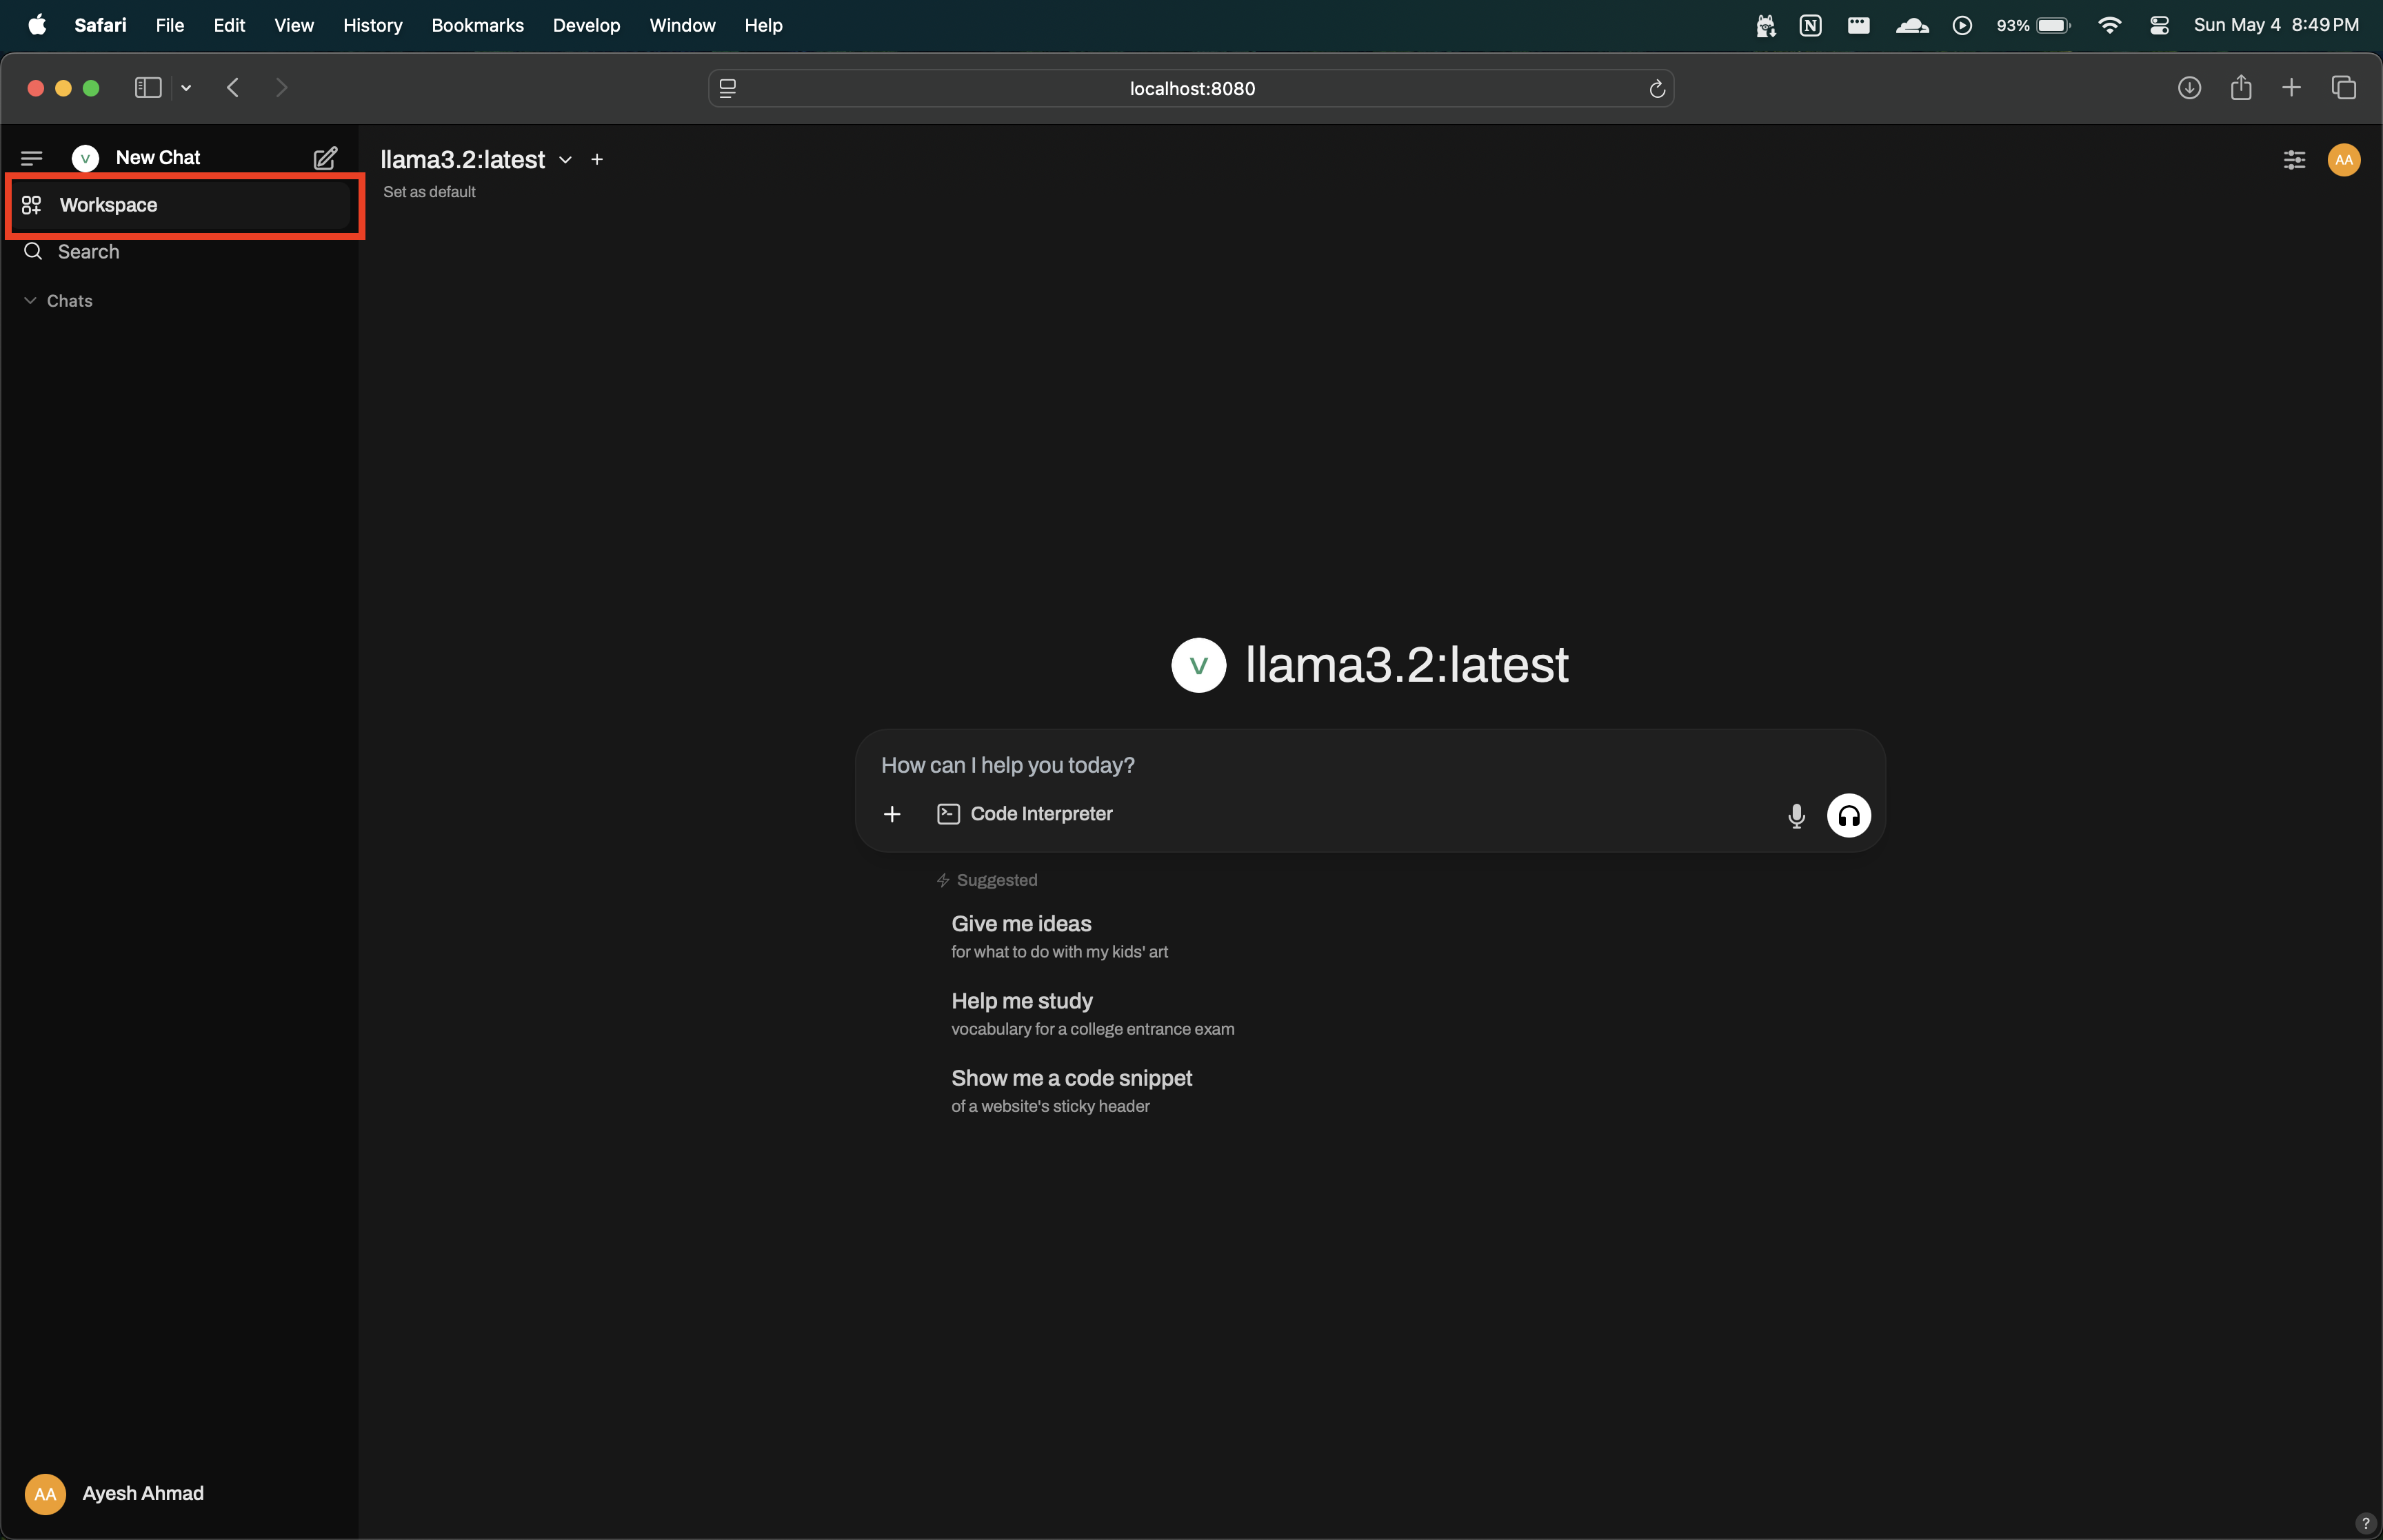 Safari File Edit View History Bookmarks Develop Window Help
N
93%
Sun May 4 8:49 PM
localhost:8080
V New Chat
Workspace
Search
Chats
llama3.2:latest
Set as default
AA
V llama3.2:latest
How can I help you today?
Code Interpreter
Suggested
Give me ideas
for what to do with my kids' art
Help me study
vocabulary for a college entrance exam
Show me a code snippet
of a website's sticky header
AA Ayesh Ahmad
?